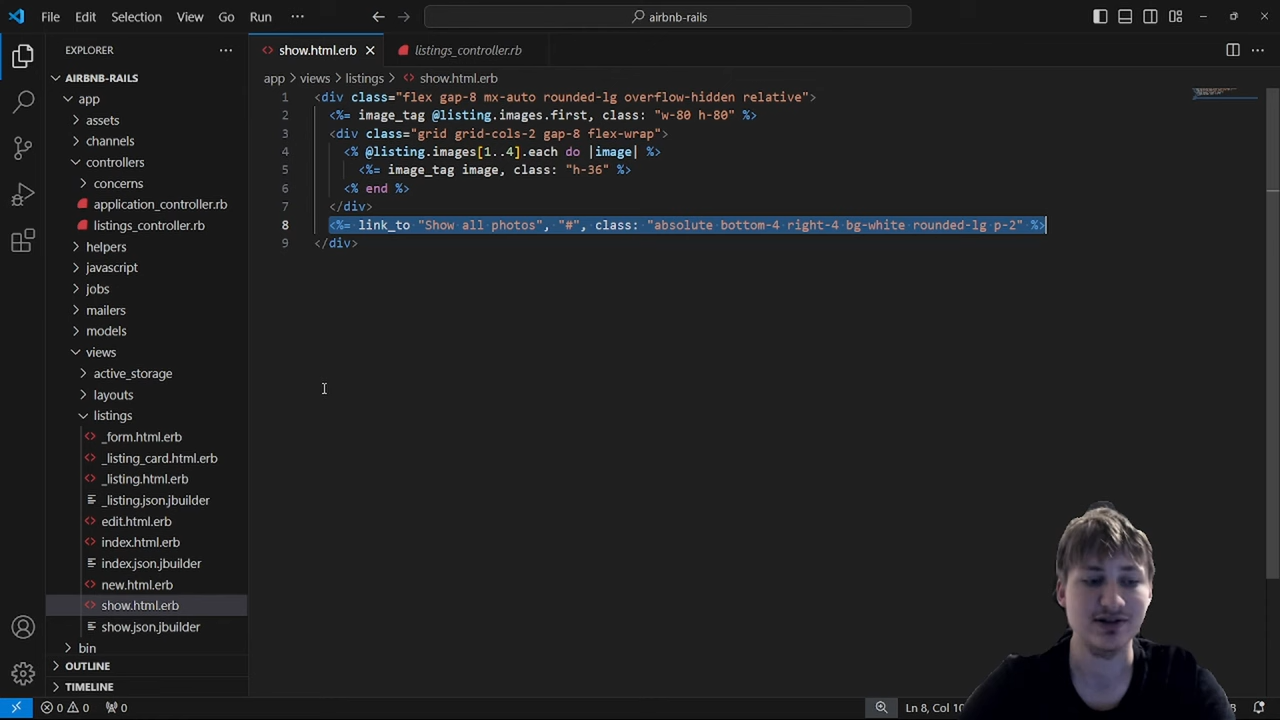 File Edit Selection View Go Run ··· airbnb-rails
EXPLORER ···
AIRBNB-RAILS
app
assets
channels
controllers
concerns
application_controller.rb
listings_controller.rb
helpers
javascript
jobs
mailers
models
views
active_storage
layouts
listings
_form.html.erb
_listing_card.html.erb
_listing.html.erb
_listing.json.jbuilder
edit.html.erb
index.html.erb
index.json.jbuilder
new.html.erb
show.html.erb
show.json.jbuilder
bin
OUTLINE
TIMELINE
show.html.erb listings_controller.rb
app > views > listings > show.html.erb
1 <div class="flex gap-8 mx-auto rounded-lg overflow-hidden relative">
2 <%= image_tag @listing.images.first, class: "w-80 h-80" %>
3 <div class="grid grid-cols-2 gap-8 flex-wrap">
4 <% @listing.images[1..4].each do |image| %>
5 <%= image_tag image, class: "h-36" %>
6 <% end %>
7 </div>
8 <%= link_to "Show all photos", "#", class: "absolute bottom-4 right-4 bg-white rounded-lg p-2" %>
9 </div>
0 0 0 Ln 8, Col 10